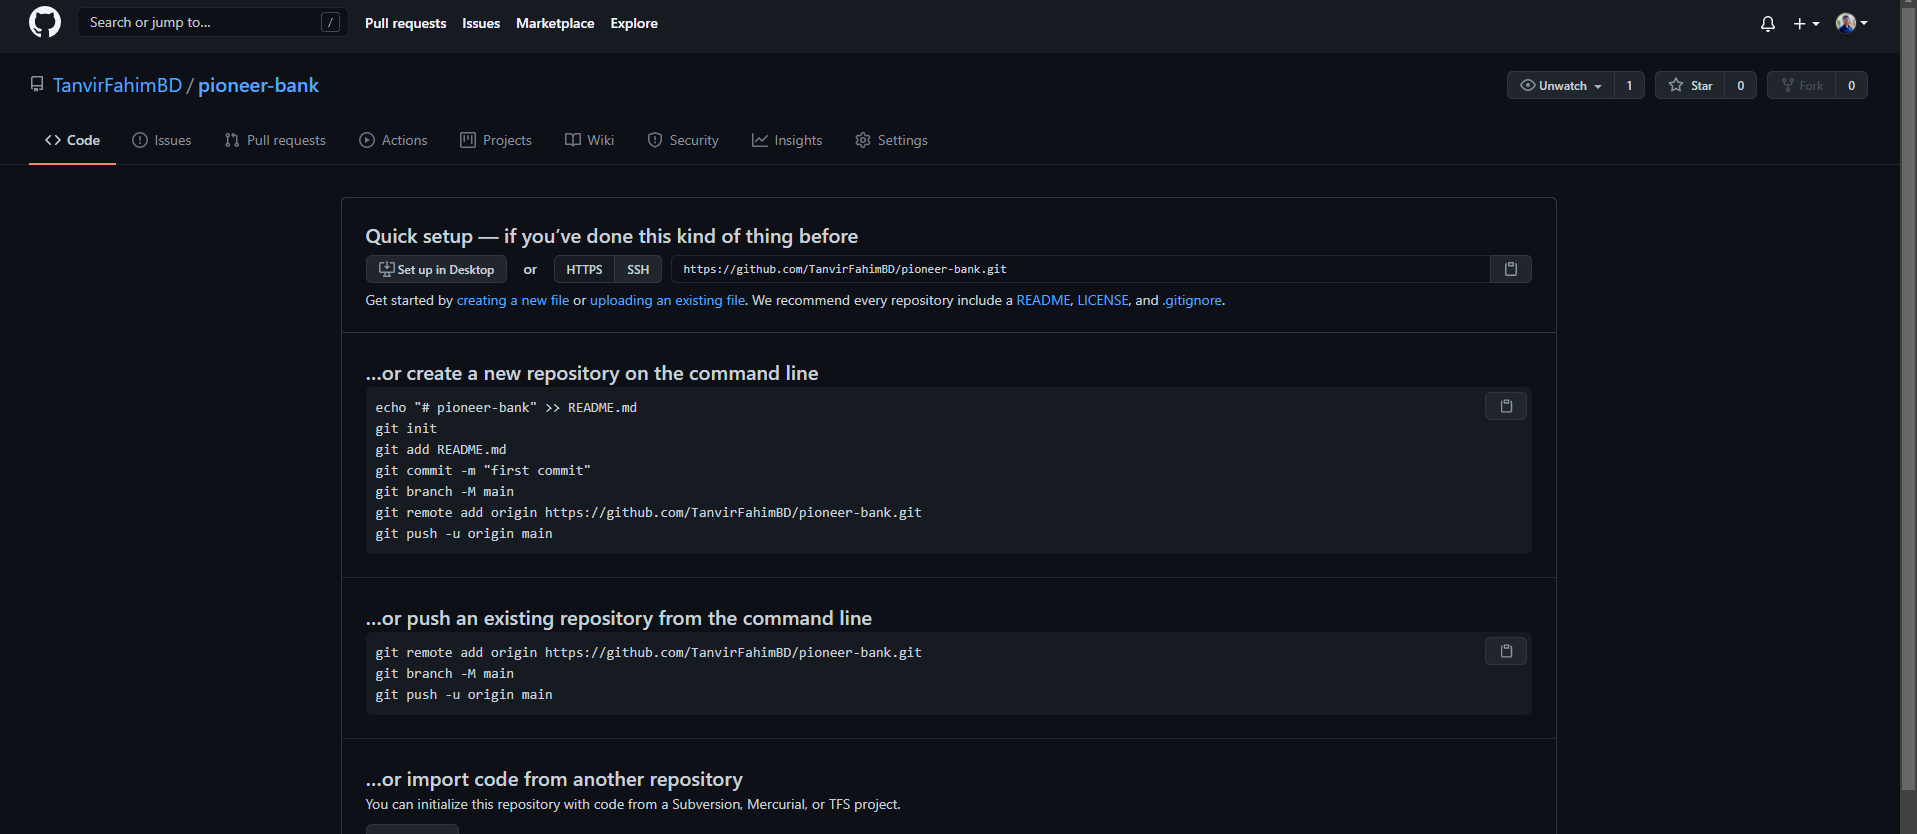 Search or jump to... /
Pull requests Issues Marketplace Explore
TanvirFahimBD / pioneer-bank
Unwatch 1 Star 0 Fork 0
Code Issues Pull requests Actions Projects Wiki Security Insights Settings
Quick setup — if you’ve done this kind of thing before
Set up in Desktop or HTTPS SSH https://github.com/TanvirFahimBD/pioneer-bank.git
Get started by creating a new file or uploading an existing file. We recommend every repository include a README, LICENSE, and .gitignore.
…or create a new repository on the command line
echo "# pioneer-bank" >> README.md
git init
git add README.md
git commit -m "first commit"
git branch -M main
git remote add origin https://github.com/TanvirFahimBD/pioneer-bank.git
git push -u origin main
…or push an existing repository from the command line
git remote add origin https://github.com/TanvirFahimBD/pioneer-bank.git
git branch -M main
git push -u origin main
…or import code from another repository
You can initialize this repository with code from a Subversion, Mercurial, or TFS project.